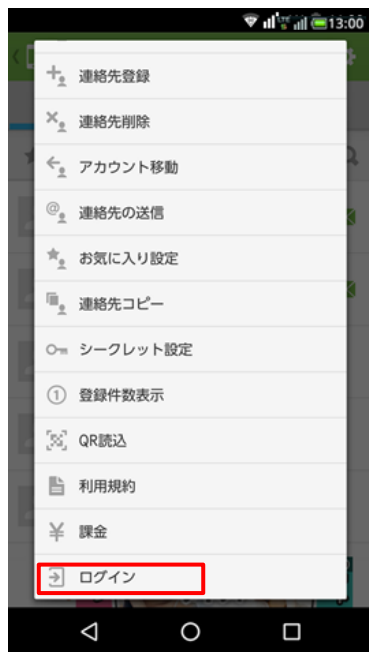 LTE 13:00
連絡先登録
連絡先削除
アカウント移動
連絡先の送信
お気に入り設定
連絡先コピー
シークレット設定
① 登録件数表示
QR読込
利用規約
¥ 課金
ログイン